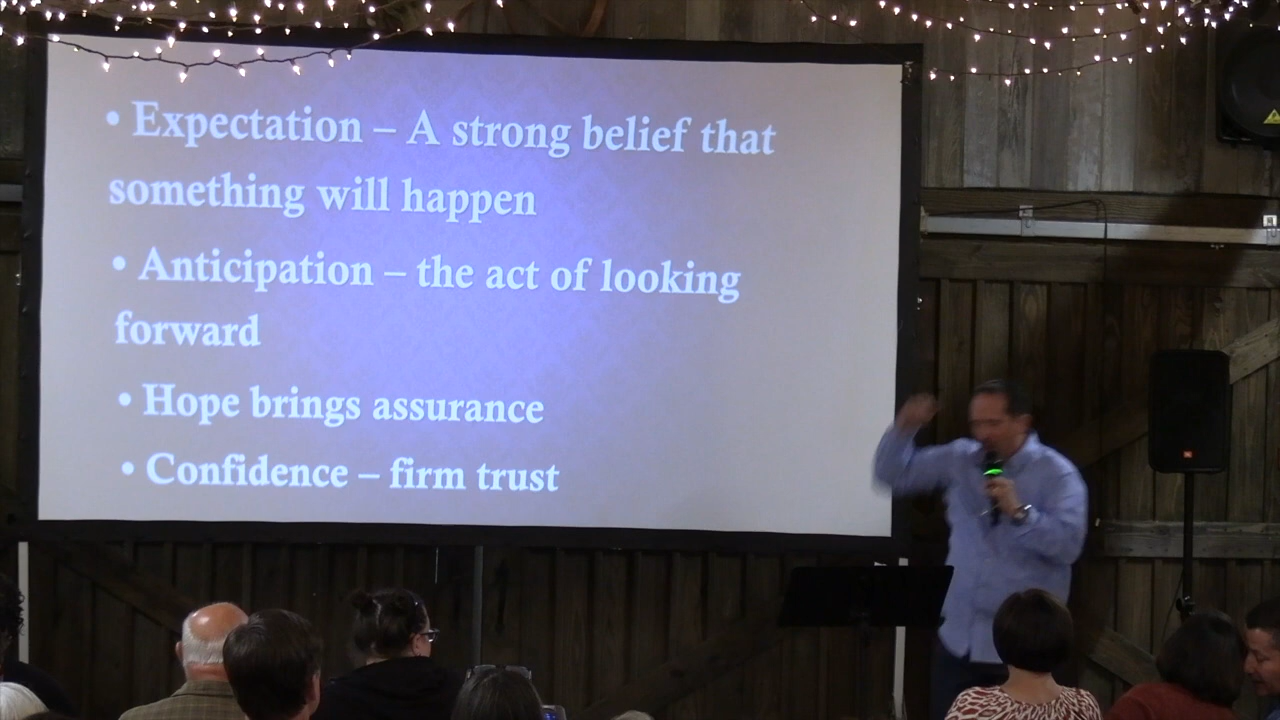 • Expectation – A strong belief that
something will happen
• Anticipation – the act of looking
forward
• Hope brings assurance
• Confidence – firm trust